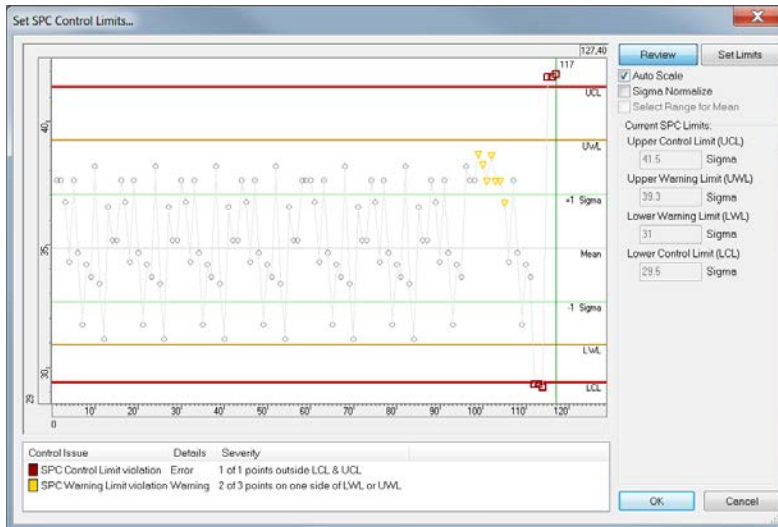 Set SPC Control Limits...
127,40
117
UCL
UWL
+1 Sigma
Mean
-1 Sigma
LWL
LCL
40
35
30
29
0
10'
20'
30'
40'
50'
60'
70'
80'
90'
100'
110'
120'
Control Issue Details Severity
SPC Control Limit violation Error 1 of 1 points outside LCL & UCL
SPC Warning Limit violation Warning 2 of 3 points on one side of LWL or UWL
Review Set Limits
Auto Scale
Sigma Normalize
Select Range for Mean
Current SPC Limits:
Upper Control Limit (UCL)
41.5 Sigma
Upper Warning Limit (UWL)
39.3 Sigma
Lower Warning Limit (LWL)
31 Sigma
Lower Control Limit (LCL)
29.5 Sigma
OK Cancel